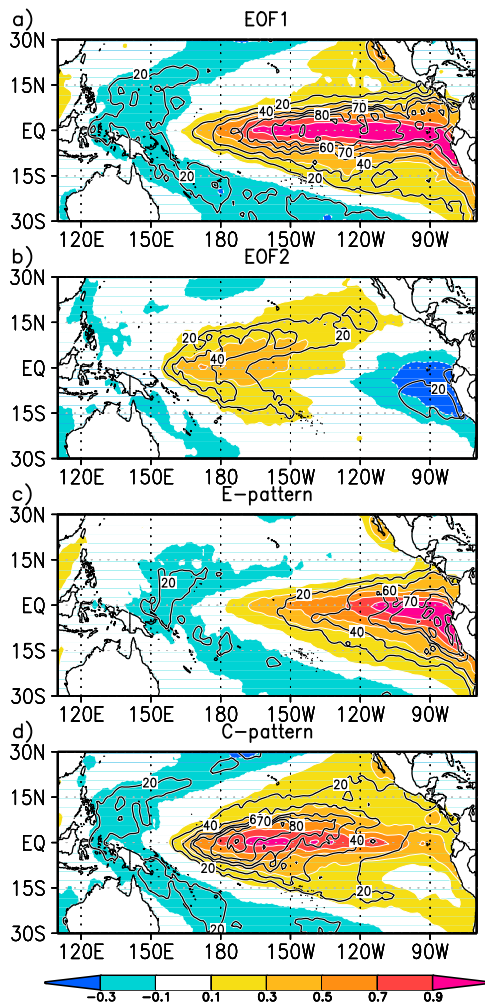 a) EOF1
30N
15N
EQ
15S
30S
20 20 40 80 70 60 70 40 20 20
120E 150E 180 150W 120W 90W
b) EOF2
30N
15N
EQ
15S
30S
20 20 40 20 20
120E 150E 180 150W 120W 90W
c) E-pattern
30N
15N
EQ
15S
30S
20 20 60 70 40
120E 150E 180 150W 120W 90W
d) C-pattern
30N
15N
EQ
15S
30S
20 20 40 670 80 40 20 20 20
120E 150E 180 150W 120W 90W
−0.3 −0.1 0.1 0.3 0.5 0.7 0.9